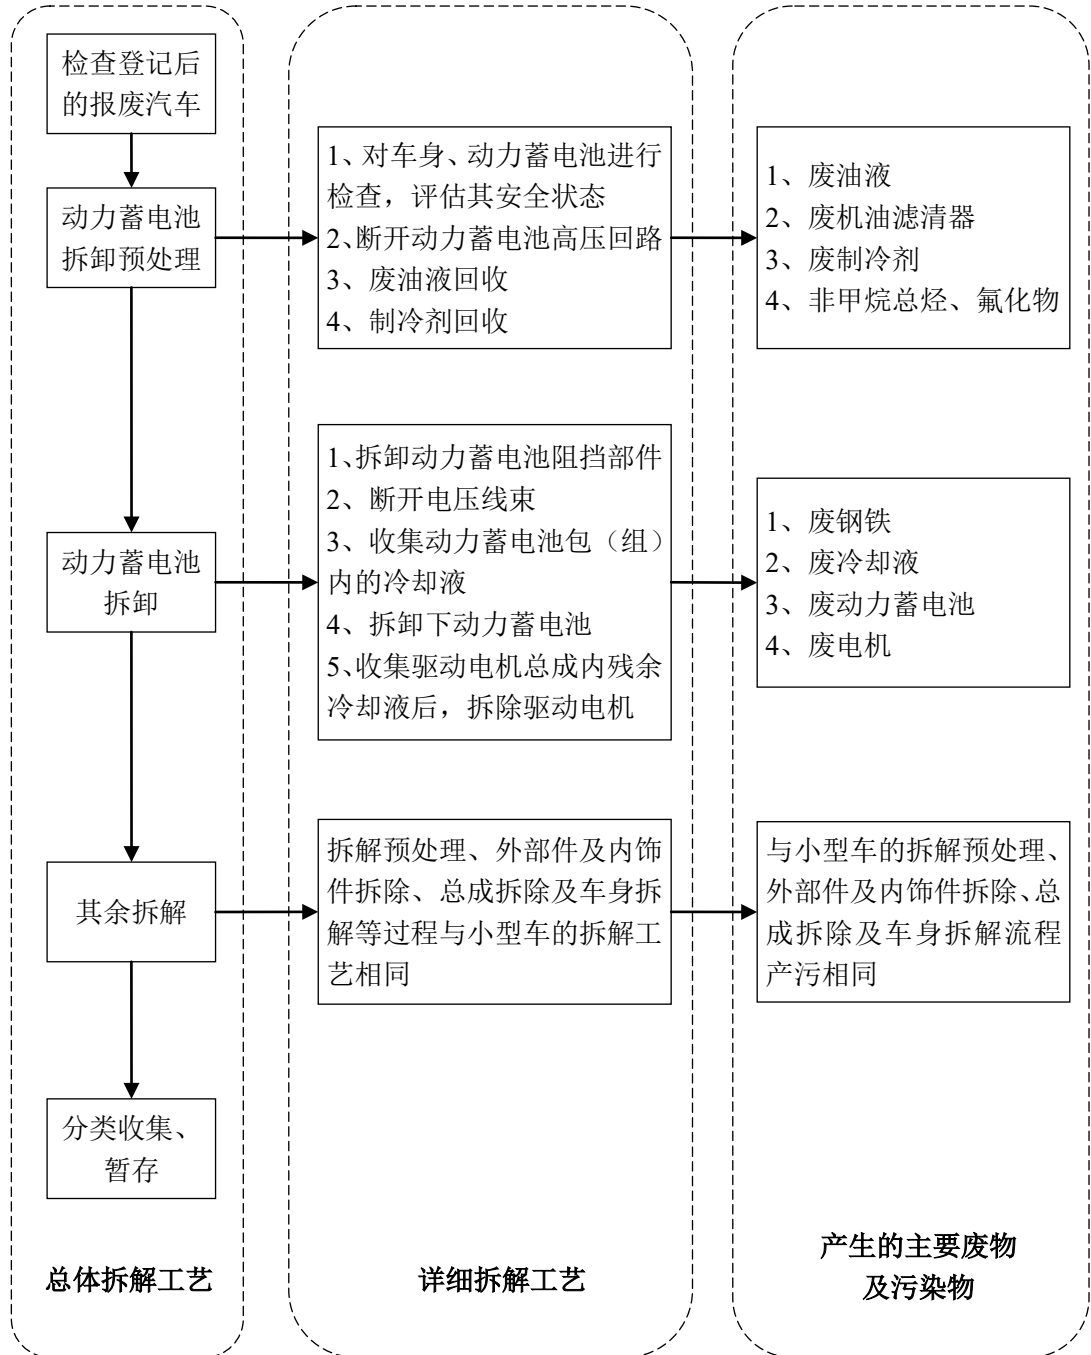 检查登记后
的报废汽车
动力蓄电池
拆卸预处理
1、对车身、动力蓄电池进行
检查，评估其安全状态
2、断开动力蓄电池高压回路
3、废油液回收
4、制冷剂回收
1、废油液
2、废机油滤清器
3、废制冷剂
4、非甲烷总烃、氟化物
动力蓄电池
拆卸
1、拆卸动力蓄电池阻挡部件
2、断开电压线束
3、收集动力蓄电池包（组）
内的冷却液
4、拆卸下动力蓄电池
5、收集驱动电机总成内残余
冷却液后，拆除驱动电机
1、废钢铁
2、废冷却液
3、废动力蓄电池
4、废电机
其余拆解
拆解预处理、外部件及内饰
件拆除、总成拆除及车身拆
解等过程与小型车的拆解工
艺相同
与小型车的拆解预处理、
外部件及内饰件拆除、总
成拆除及车身拆解流程
产污相同
分类收集、
暂存
总体拆解工艺
详细拆解工艺
产生的主要废物
及污染物